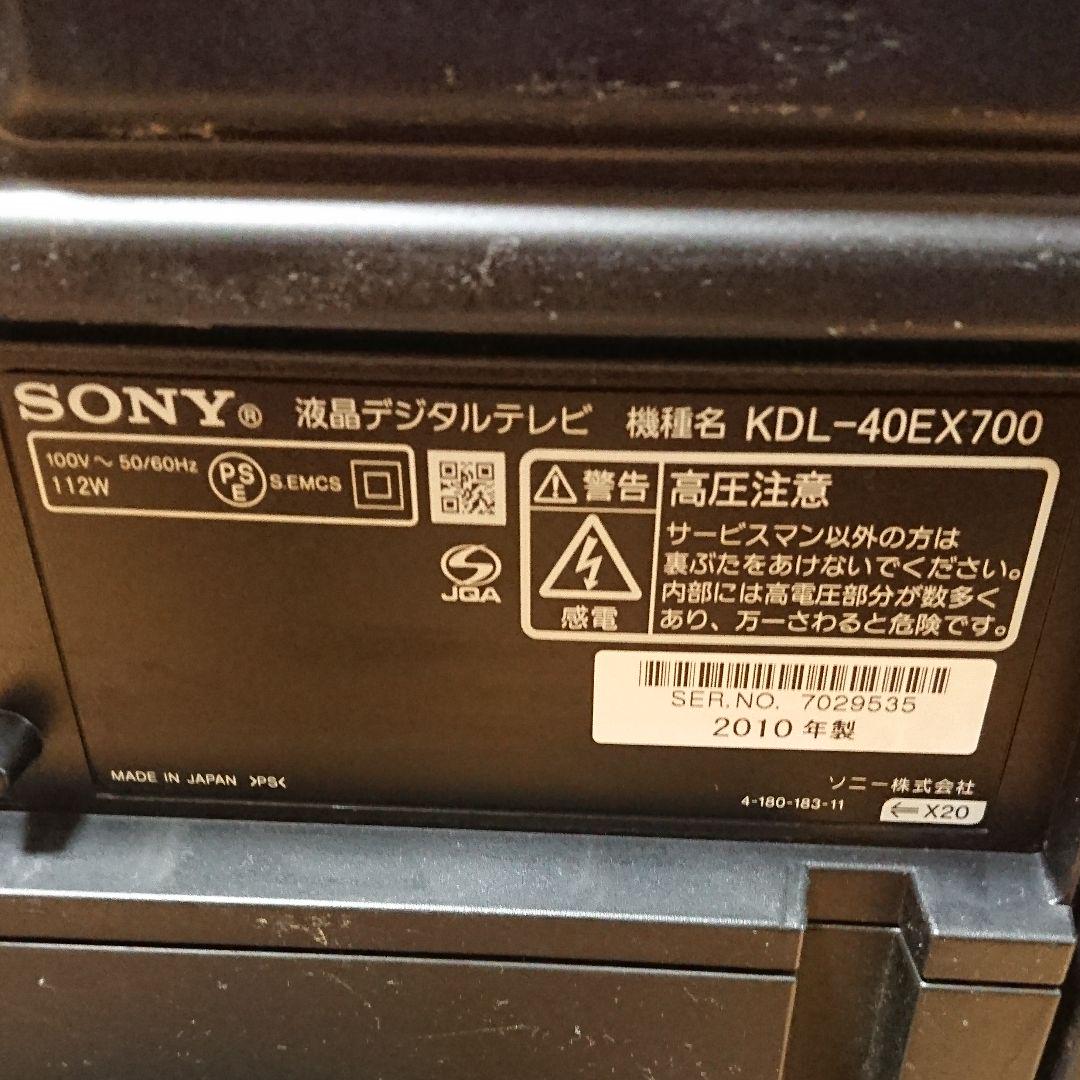 SONY® 液晶デジタルテレビ 機種名 KDL-40EX700
100V～50/60Hz
112W
PSE S.EMCS
JQA
警告
感電
高圧注意
サービスマン以外の方は
裏ぶたをあけないでください。
内部には高電圧部分が数多く
あり、万一さわると危険です。
SER.NO. 7029535
2010年製
MADE IN JAPAN >PS<
ソニー株式会社
4-180-183-11
←X20